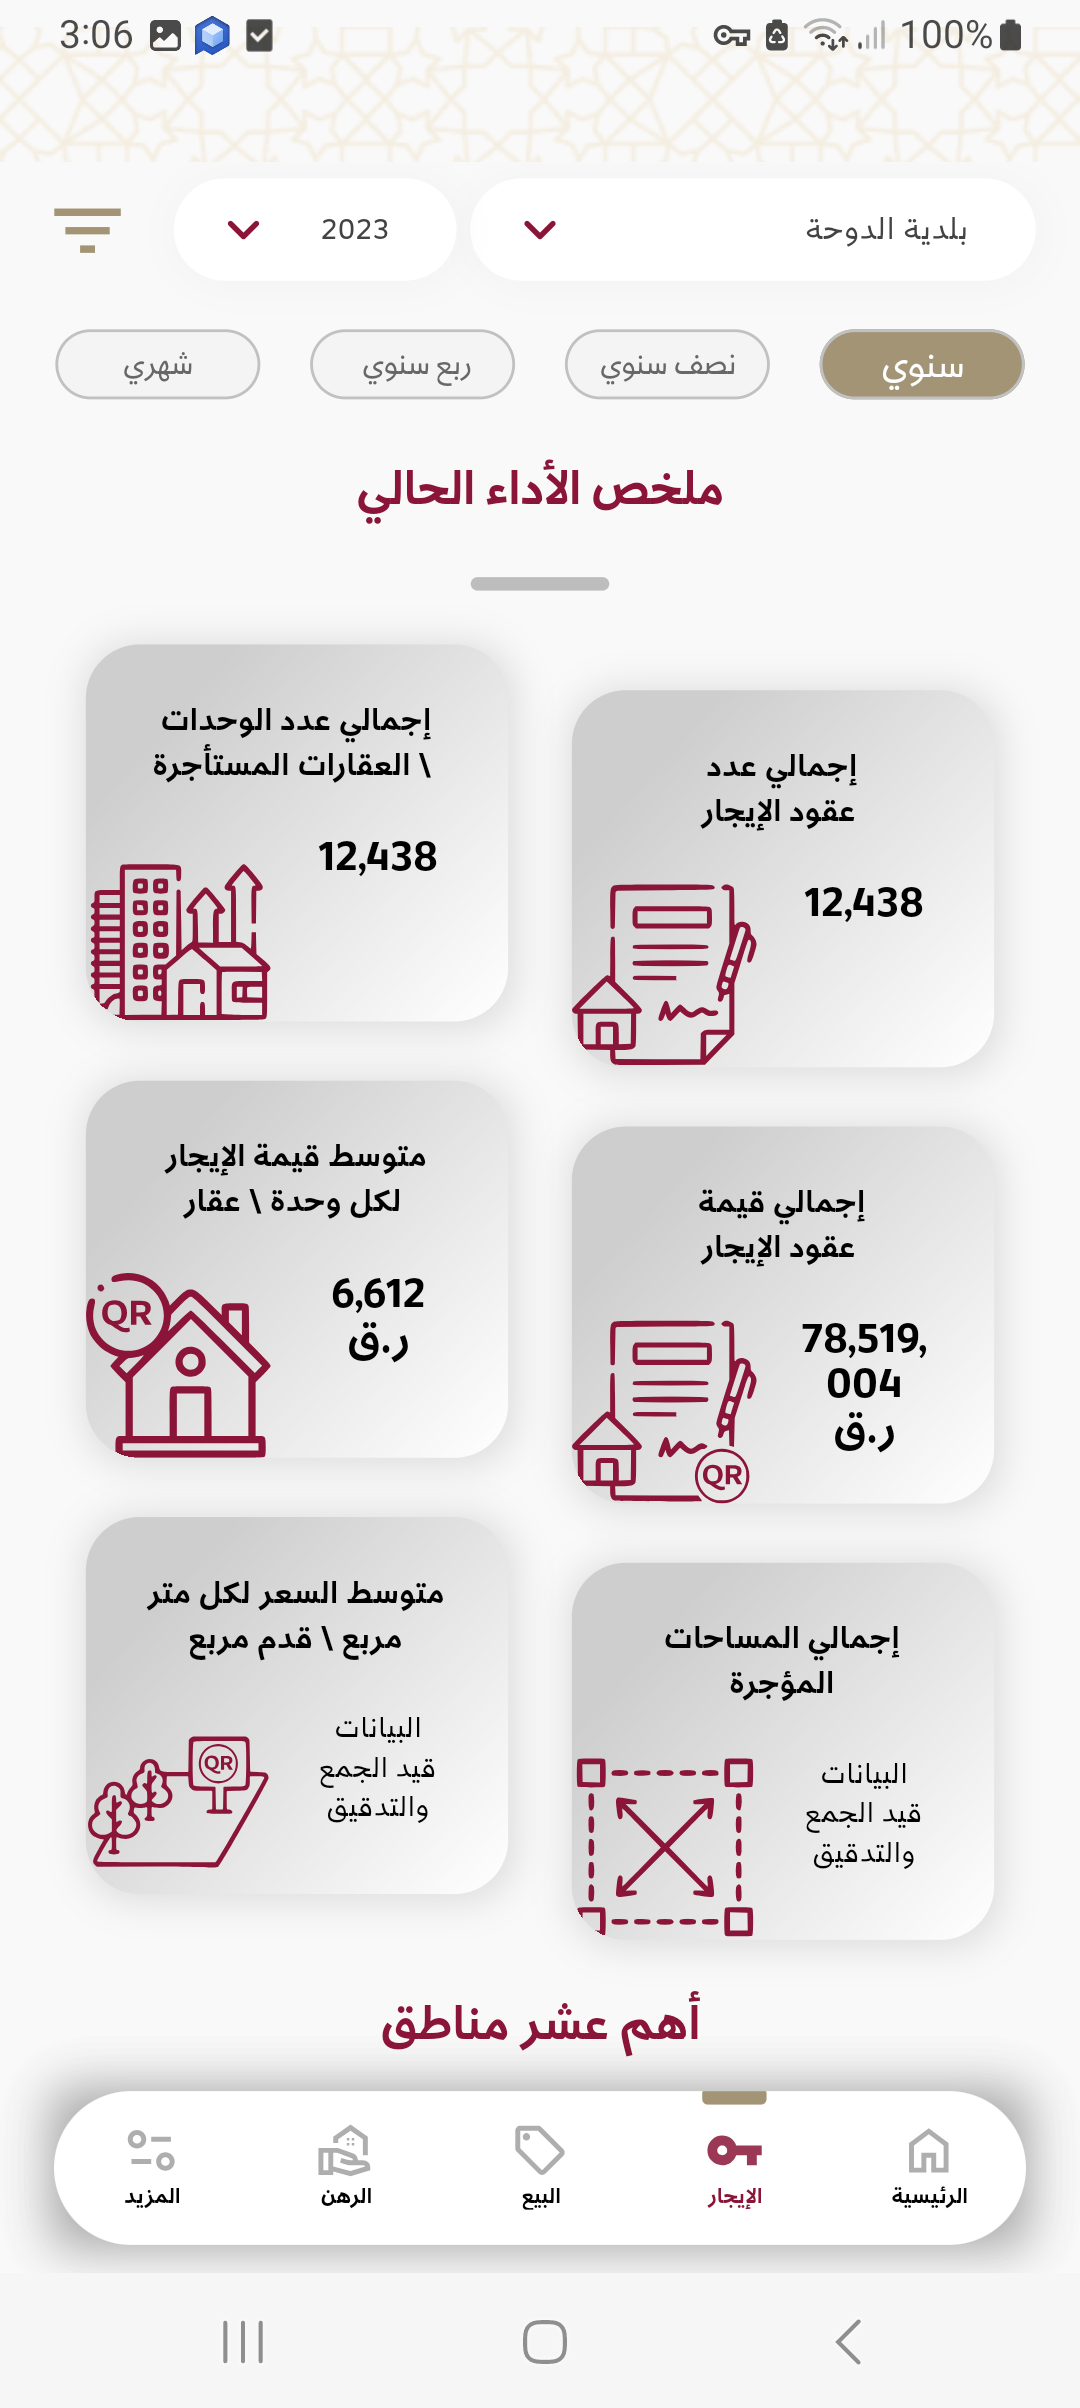 3:06
100%
بلدية الدوحة
2023
سنوي
نصف سنوي
ربع سنوي
شهري
ملخص الأداء الحالي
إجمالي عدد
عقود الإيجار
12,438
إجمالي عدد الوحدات
\ العقارات المستأجرة
12,438
إجمالي قيمة
عقود الإيجار
78,519,
004
ر.ق
QR
متوسط قيمة الإيجار
لكل وحدة \ عقار
6,612
ر.ق
QR
إجمالي المساحات
المؤجرة
البيانات
قيد الجمع
والتدقيق
متوسط السعر لكل متر
مربع \ قدم مربع
البيانات
قيد الجمع
والتدقيق
QR
أهم عشر مناطق
الرئيسية
الإيجار
البيع
الرهن
المزيد